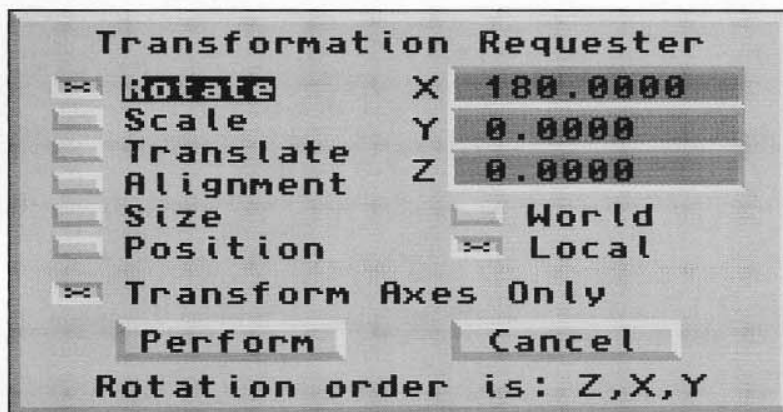 Transformation Requester
Rotate
Scale
Translate
Alignment
Size
Position
X 180.0000
Y 0.0000
Z 0.0000
World
Local
Transform Axes Only
Perform Cancel
Rotation order is: Z,X,Y